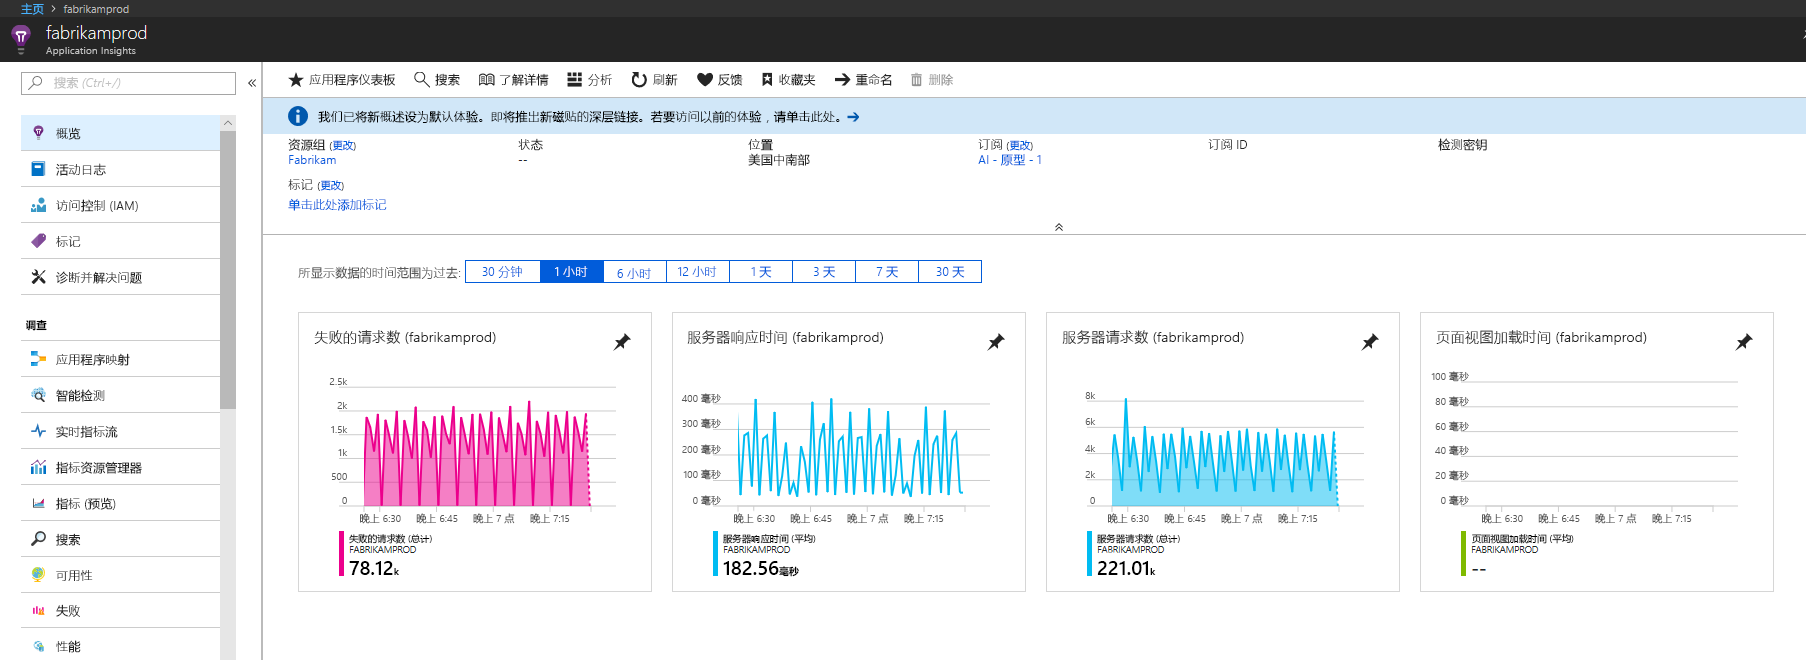 主页 > fabrikamprod
fabrikamprod
Application Insights
搜索 (Ctrl+/)
«
概览
活动日志
访问控制 (IAM)
标记
诊断并解决问题
调查
应用程序映射
智能检测
实时指标流
指标资源管理器
指标 (预览)
搜索
可用性
失败
性能
应用程序仪表板 搜索 了解详情 分析 刷新 反馈 收藏夹 重命名 删除
我们已将新概述设为默认体验。即将推出新磁贴的深层链接。若要访问以前的体验，请单击此处。→
资源组 (更改) 状态 位置 订阅 (更改) 订阅 ID 检测密钥
Fabrikam -- 美国中南部 AI - 原型 - 1
标记 (更改)
单击此处添加标记
所显示数据的时间范围为过去: 30 分钟 1 小时 6 小时 12 小时 1 天 3 天 7 天 30 天
失败的请求数 (fabrikamprod)
2.5k
2k
1.5k
1k
500
0
晚上 6:30 晚上 6:45 晚上 7 点 晚上 7:15
失败的请求数 (总计)
FABRIKAMPROD
78.12k
服务器响应时间 (fabrikamprod)
400 毫秒
300 毫秒
200 毫秒
100 毫秒
0 毫秒
晚上 6:30 晚上 6:45 晚上 7 点 晚上 7:15
服务器响应时间 (平均)
FABRIKAMPROD
182.56毫秒
服务器请求数 (fabrikamprod)
8k
6k
4k
2k
0
晚上 6:30 晚上 6:45 晚上 7 点 晚上 7:15
服务器请求数 (总计)
FABRIKAMPROD
221.01k
页面视图加载时间 (fabrikamprod)
100 毫秒
80 毫秒
60 毫秒
40 毫秒
20 毫秒
0 毫秒
晚上 6:30 晚上 6:45 晚上 7 点 晚上 7:15
页面视图加载时间 (平均)
FABRIKAMPROD
--